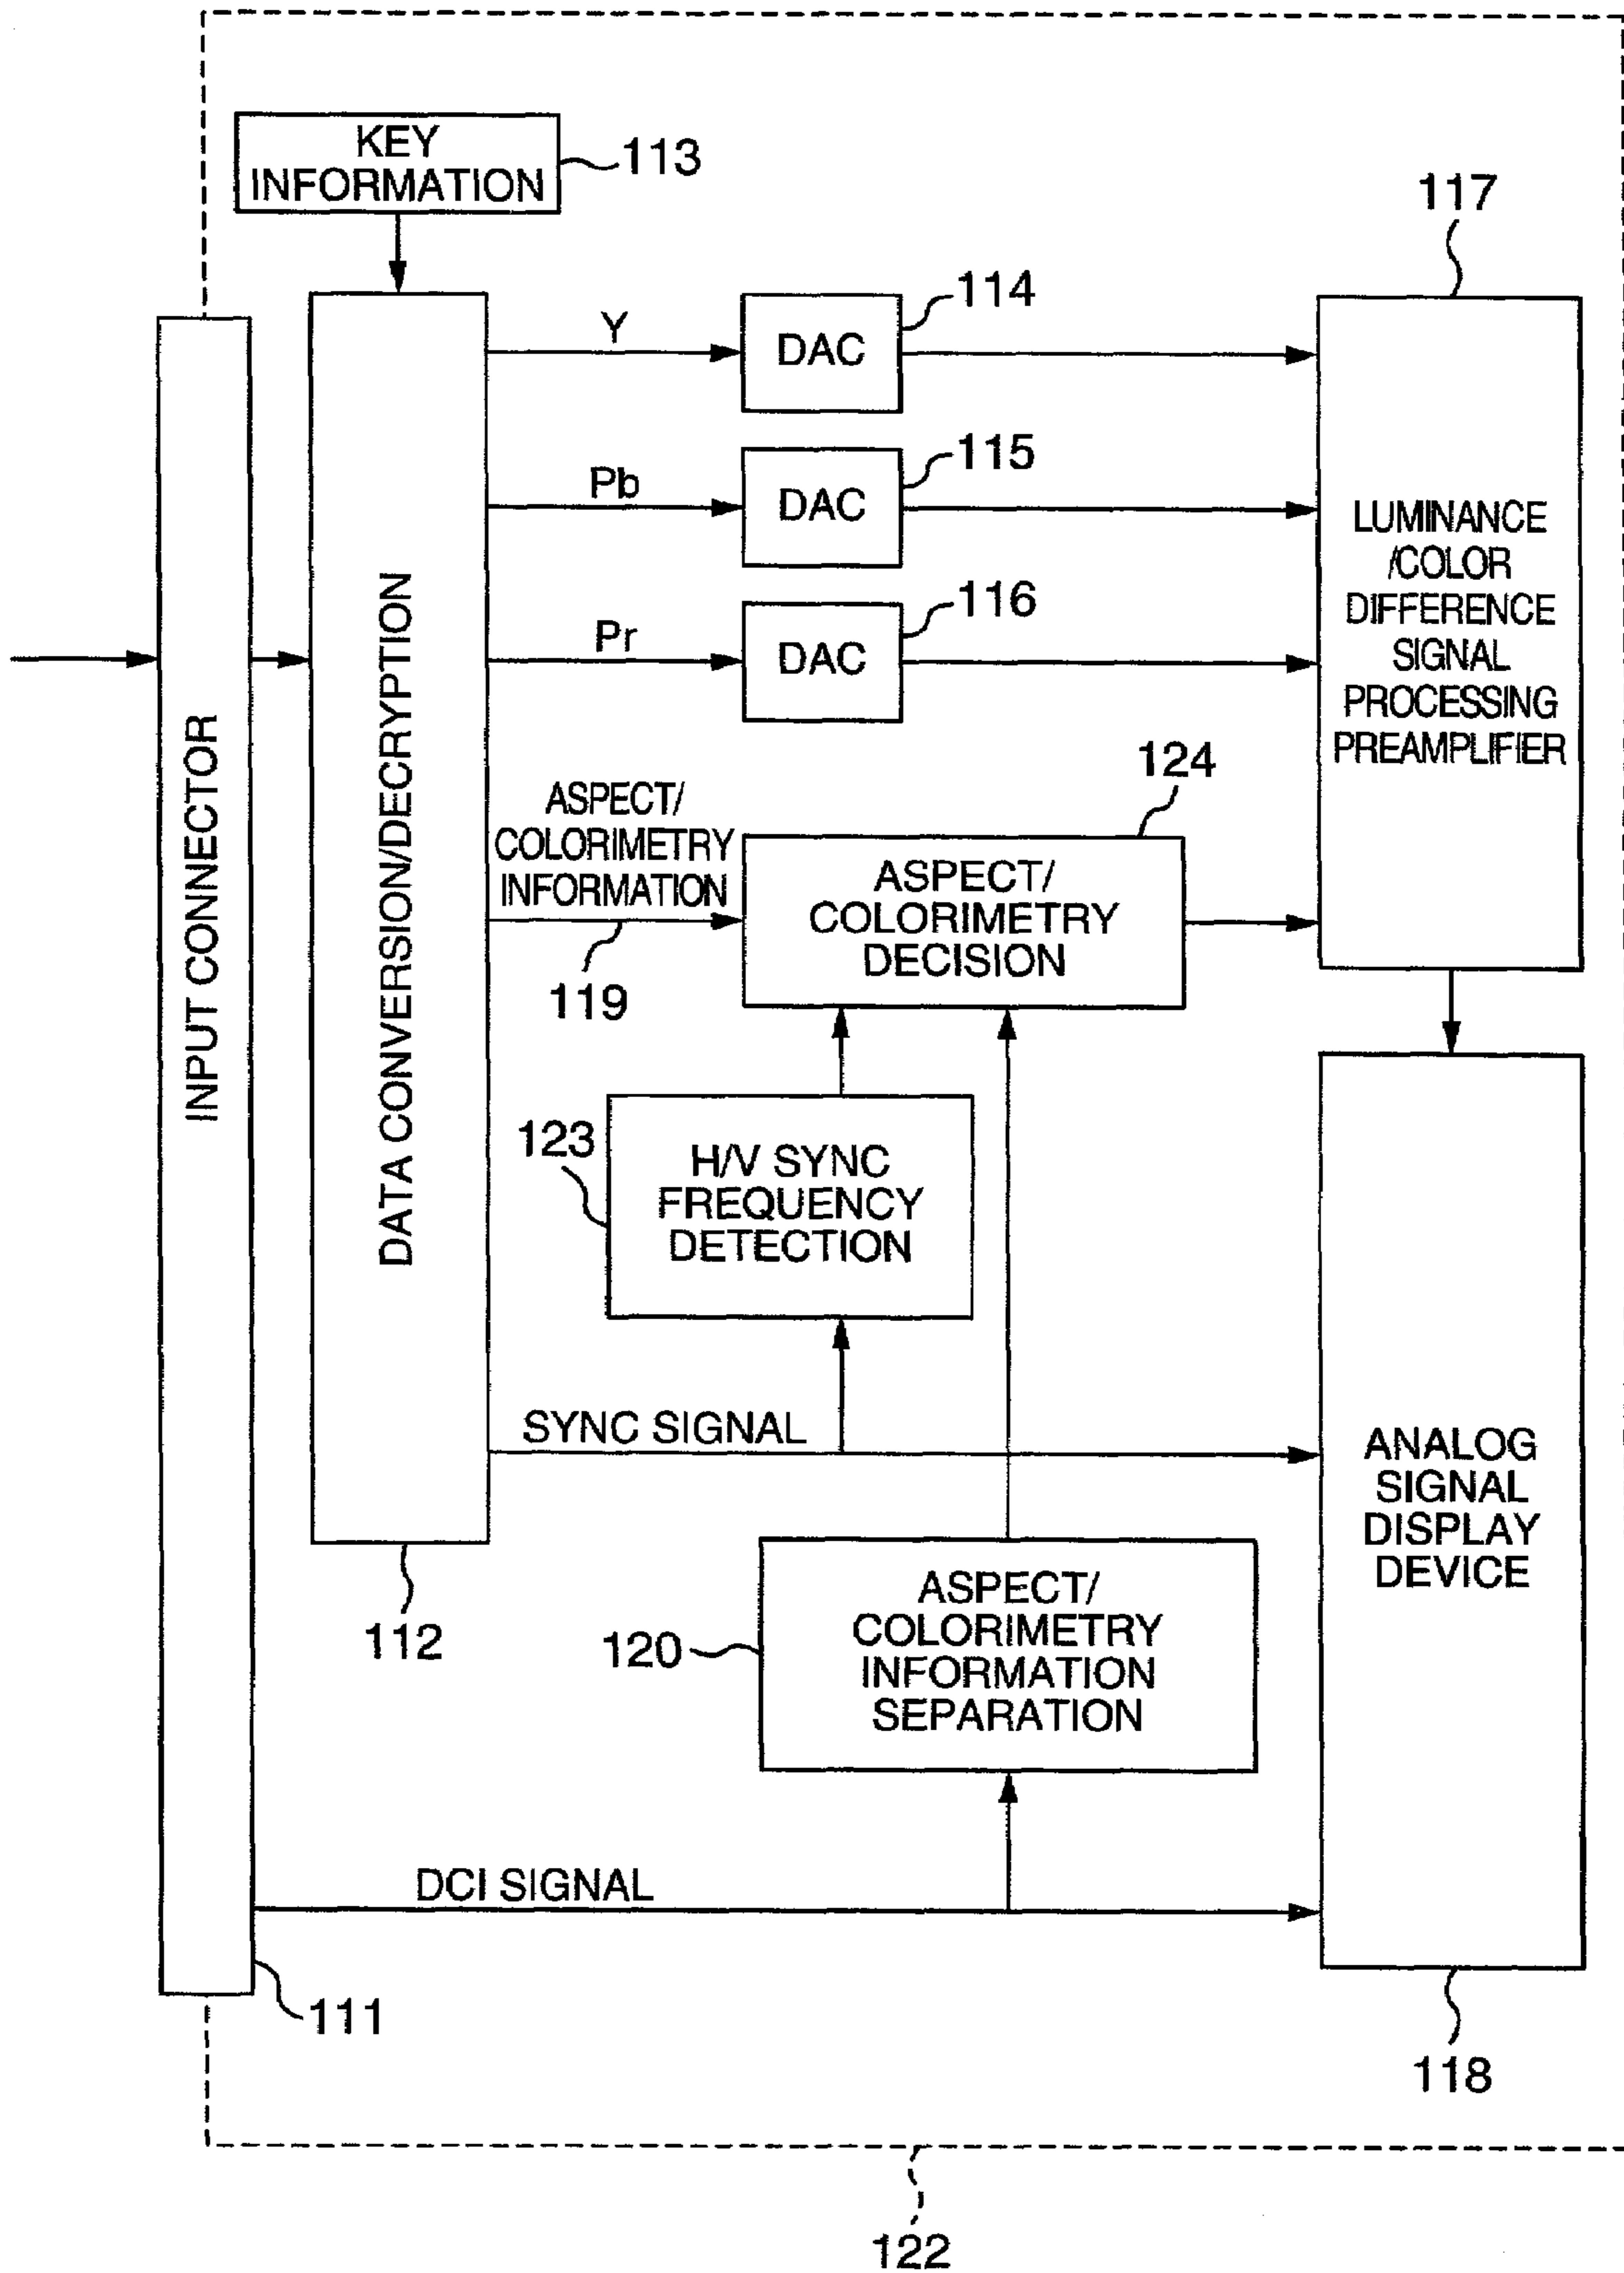 KEY
INFORMATION
113
117
Y
DAC
114
Pb
DAC
115
Pr
DAC
116
LUMINANCE
/COLOR
DIFFERENCE
SIGNAL
PROCESSING
PREAMPLIFIER
INPUT CONNECTOR
DATA CONVERSION/DECRYPTION
ASPECT/
COLORIMETRY
INFORMATION
119
124
ASPECT/
COLORIMETRY
DECISION
123
H/V SYNC
FREQUENCY
DETECTION
SYNC SIGNAL
ANALOG
SIGNAL
DISPLAY
DEVICE
112
120
ASPECT/
COLORIMETRY
INFORMATION
SEPARATION
DCI SIGNAL
111
118
122